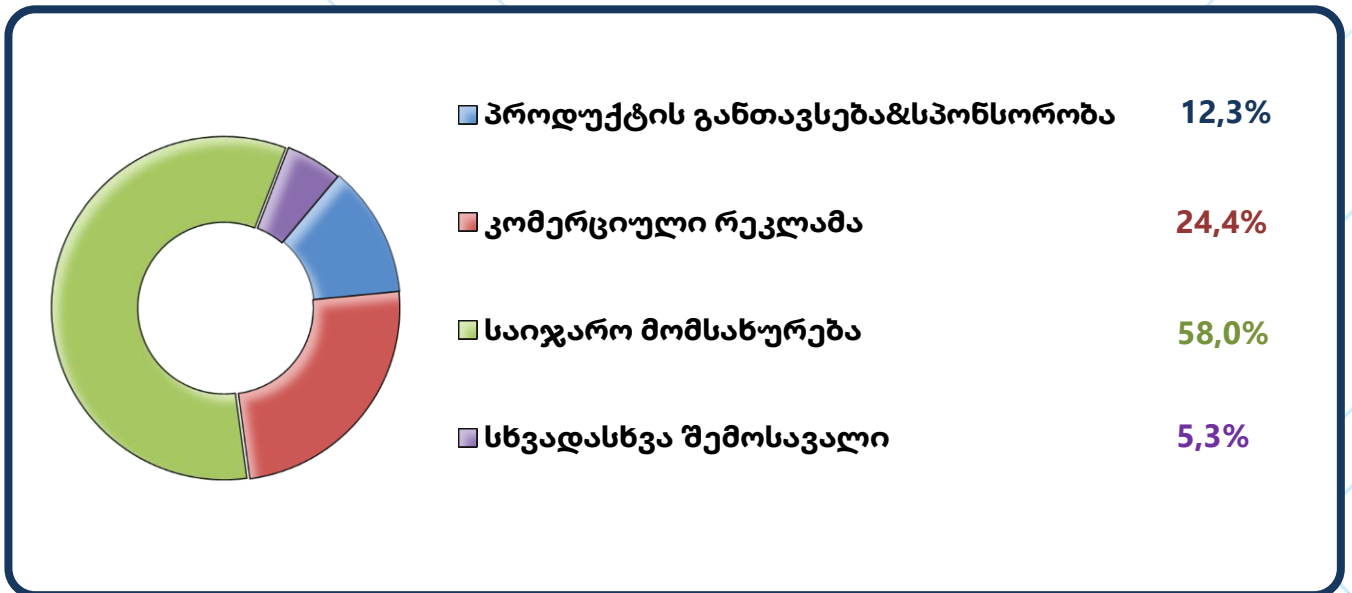 პროდუქტის განთავსება&სპონსორობა 12,3%
კომერციული რეკლამა 24,4%
საიჯარო მომსახურება 58,0%
სხვადასხვა შემოსავალი 5,3%